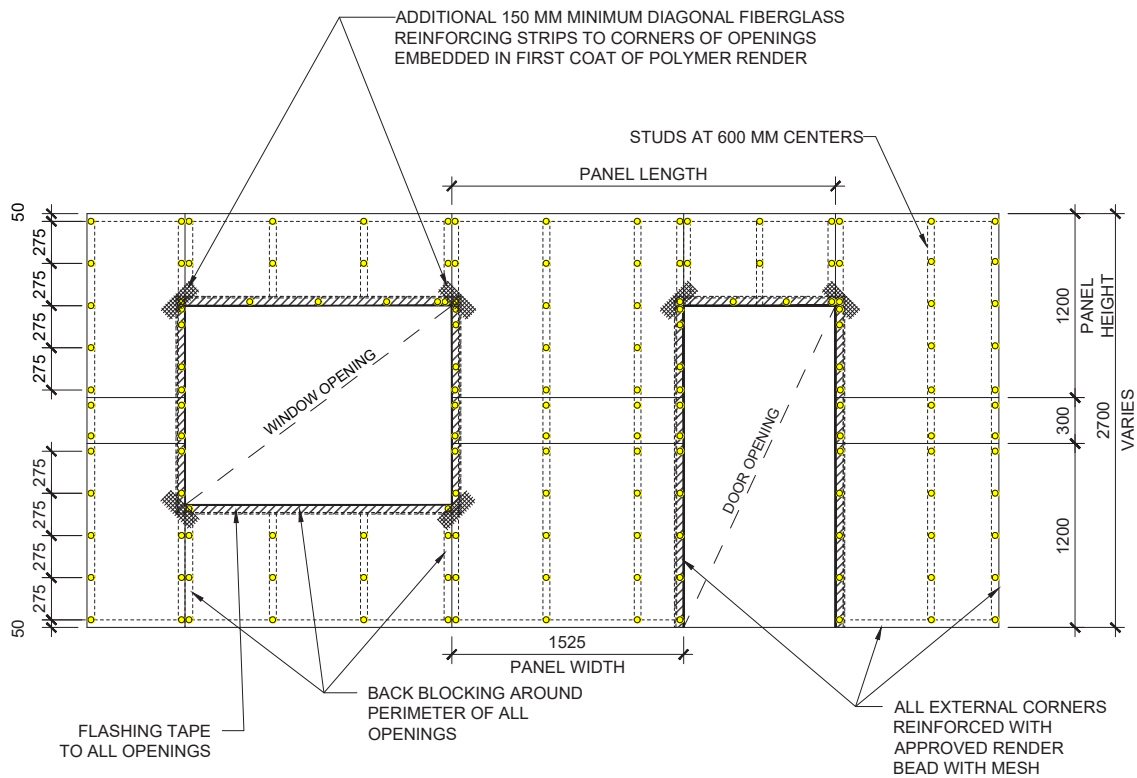 ADDITIONAL 150 MM MINIMUM DIAGONAL FIBERGLASS
REINFORCING STRIPS TO CORNERS OF OPENINGS
EMBEDDED IN FIRST COAT OF POLYMER RENDER
STUDS AT 600 MM CENTERS
PANEL LENGTH
50
275
275
275
275
275
275
275
275
50
WINDOW OPENING
DOOR OPENING
1200
PANEL
HEIGHT
300
2700
VARIES
1200
1525
PANEL WIDTH
FLASHING TAPE
TO ALL OPENINGS
BACK BLOCKING AROUND
PERIMETER OF ALL
OPENINGS
ALL EXTERNAL CORNERS
REINFORCED WITH
APPROVED RENDER
BEAD WITH MESH